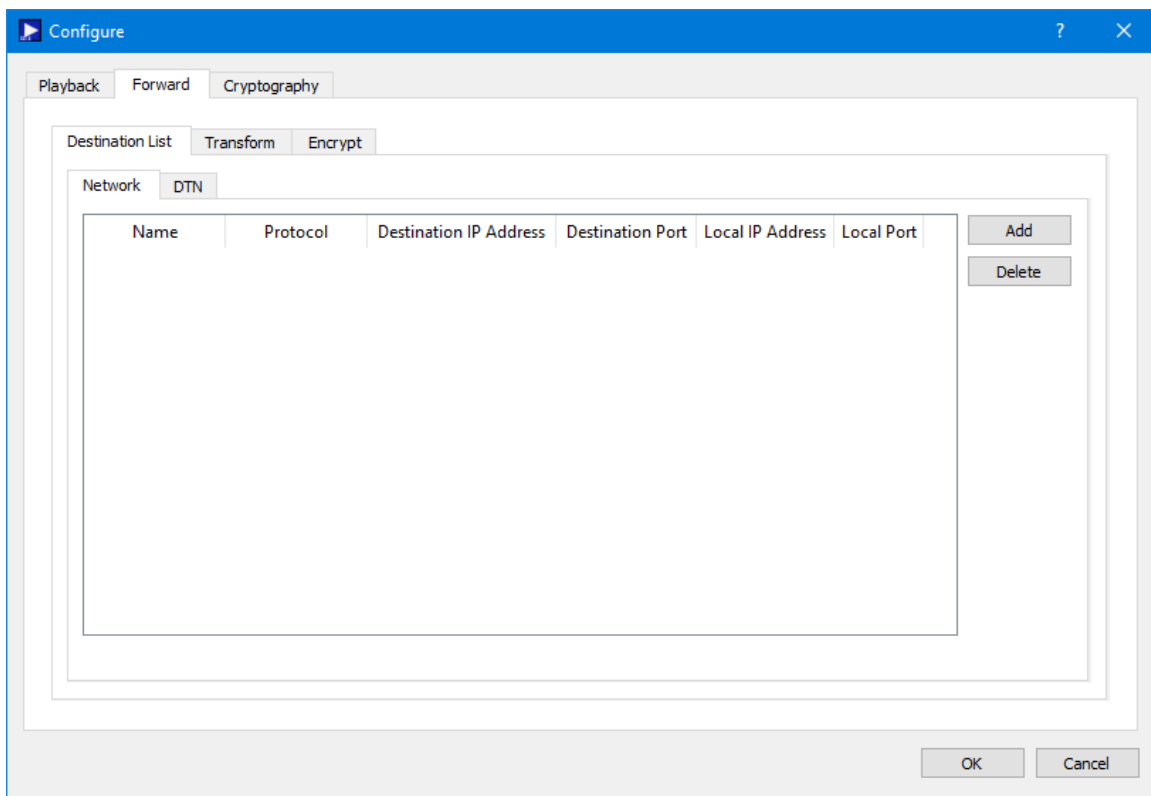 Configure
Playback Forward Cryptography
Destination List Transform Encrypt
Network DTN
Name Protocol Destination IP Address Destination Port Local IP Address Local Port Add
Delete
OK Cancel